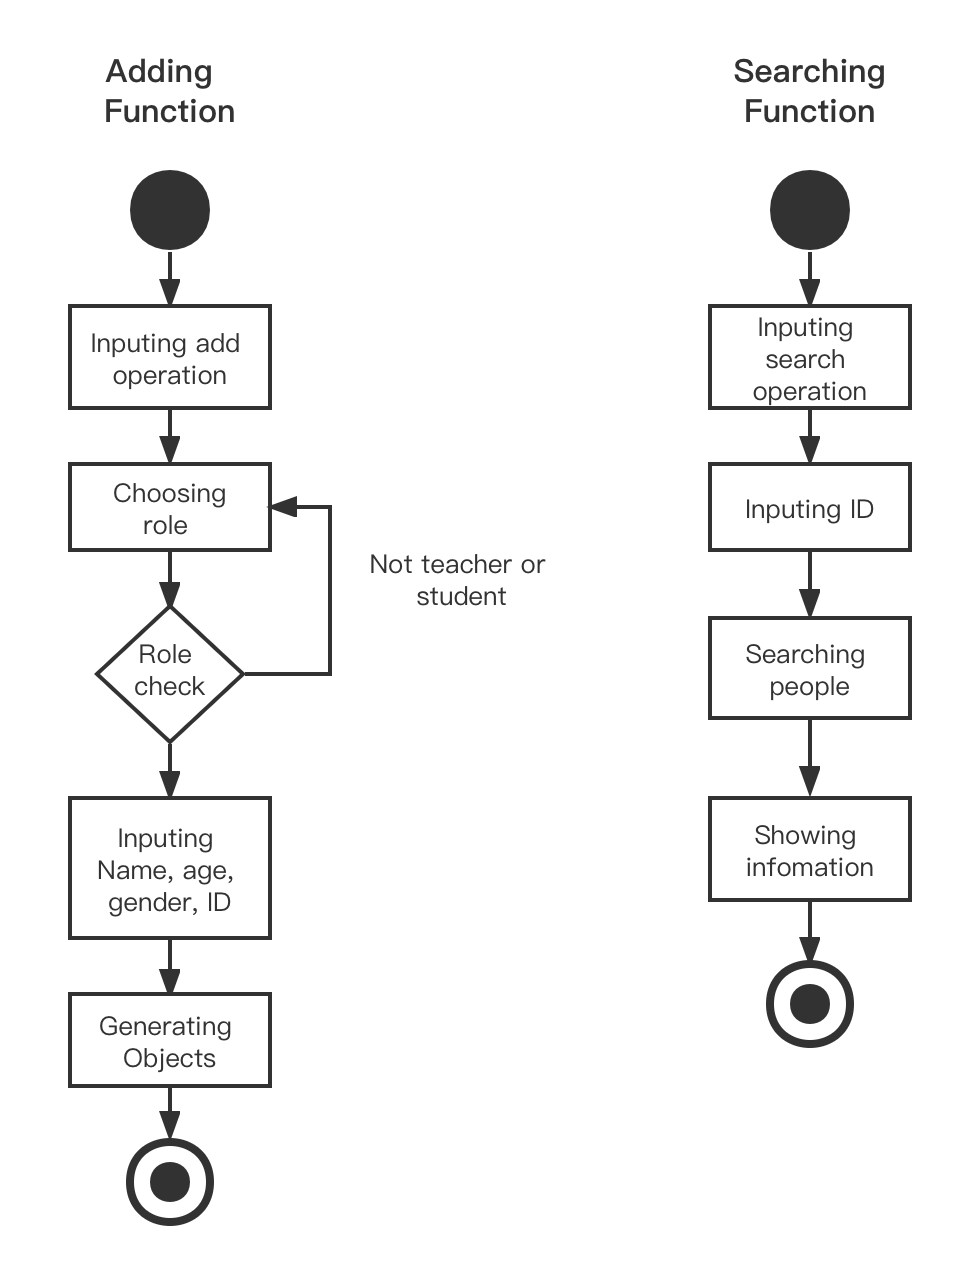 Adding
Function
Inputing add
operation
Choosing
role
Not teacher or
student
Role
check
Inputing
Name, age,
gender, ID
Generating
Objects
Searching
Function
Inputing
search
operation
Inputing ID
Searching
people
Showing
infomation